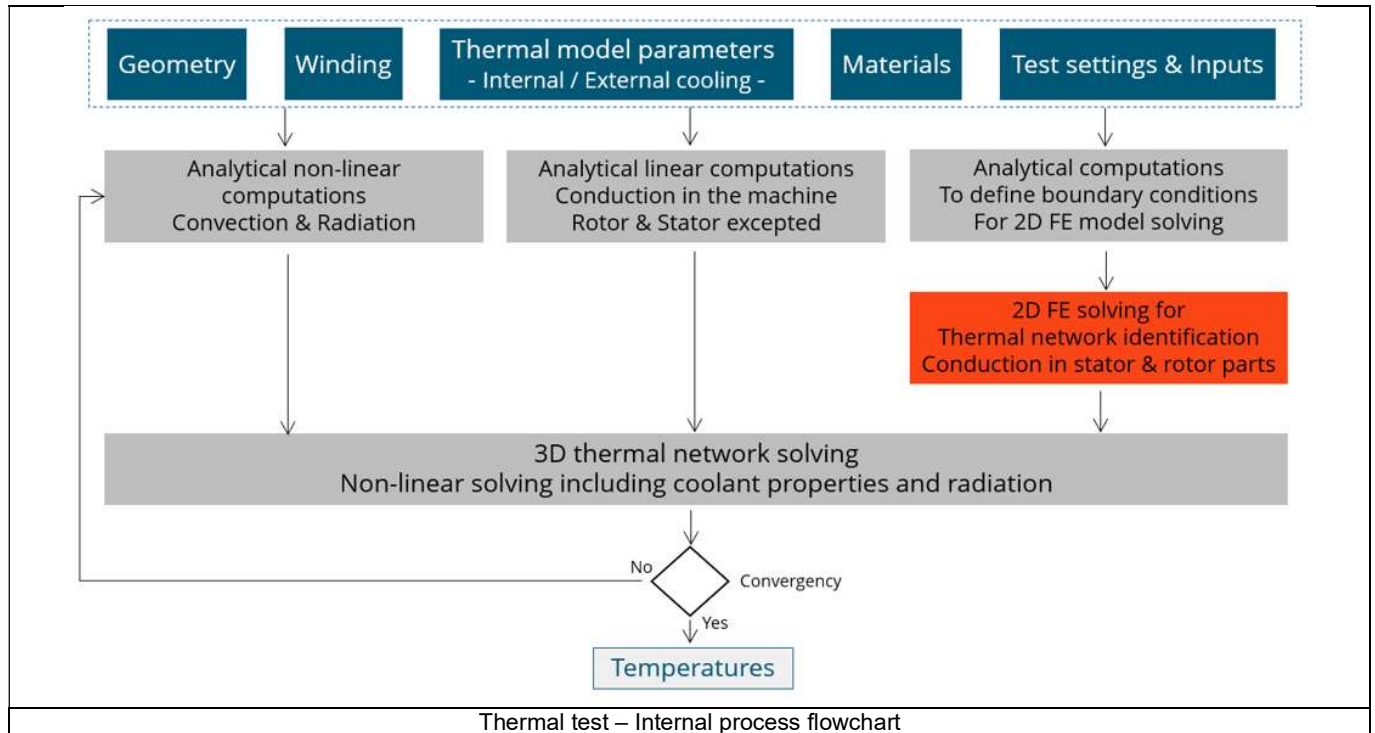 Geometry
Winding
Thermal model parameters
- Internal / External cooling -
Materials
Test settings & Inputs
Analytical non-linear
computations
Convection & Radiation
Analytical linear computations
Conduction in the machine
Rotor & Stator excepted
Analytical computations
To define boundary conditions
For 2D FE model solving
2D FE solving for
Thermal network identification
Conduction in stator & rotor parts
3D thermal network solving
Non-linear solving including coolant properties and radiation
No
Convergency
Yes
Temperatures
Thermal test – Internal process flowchart